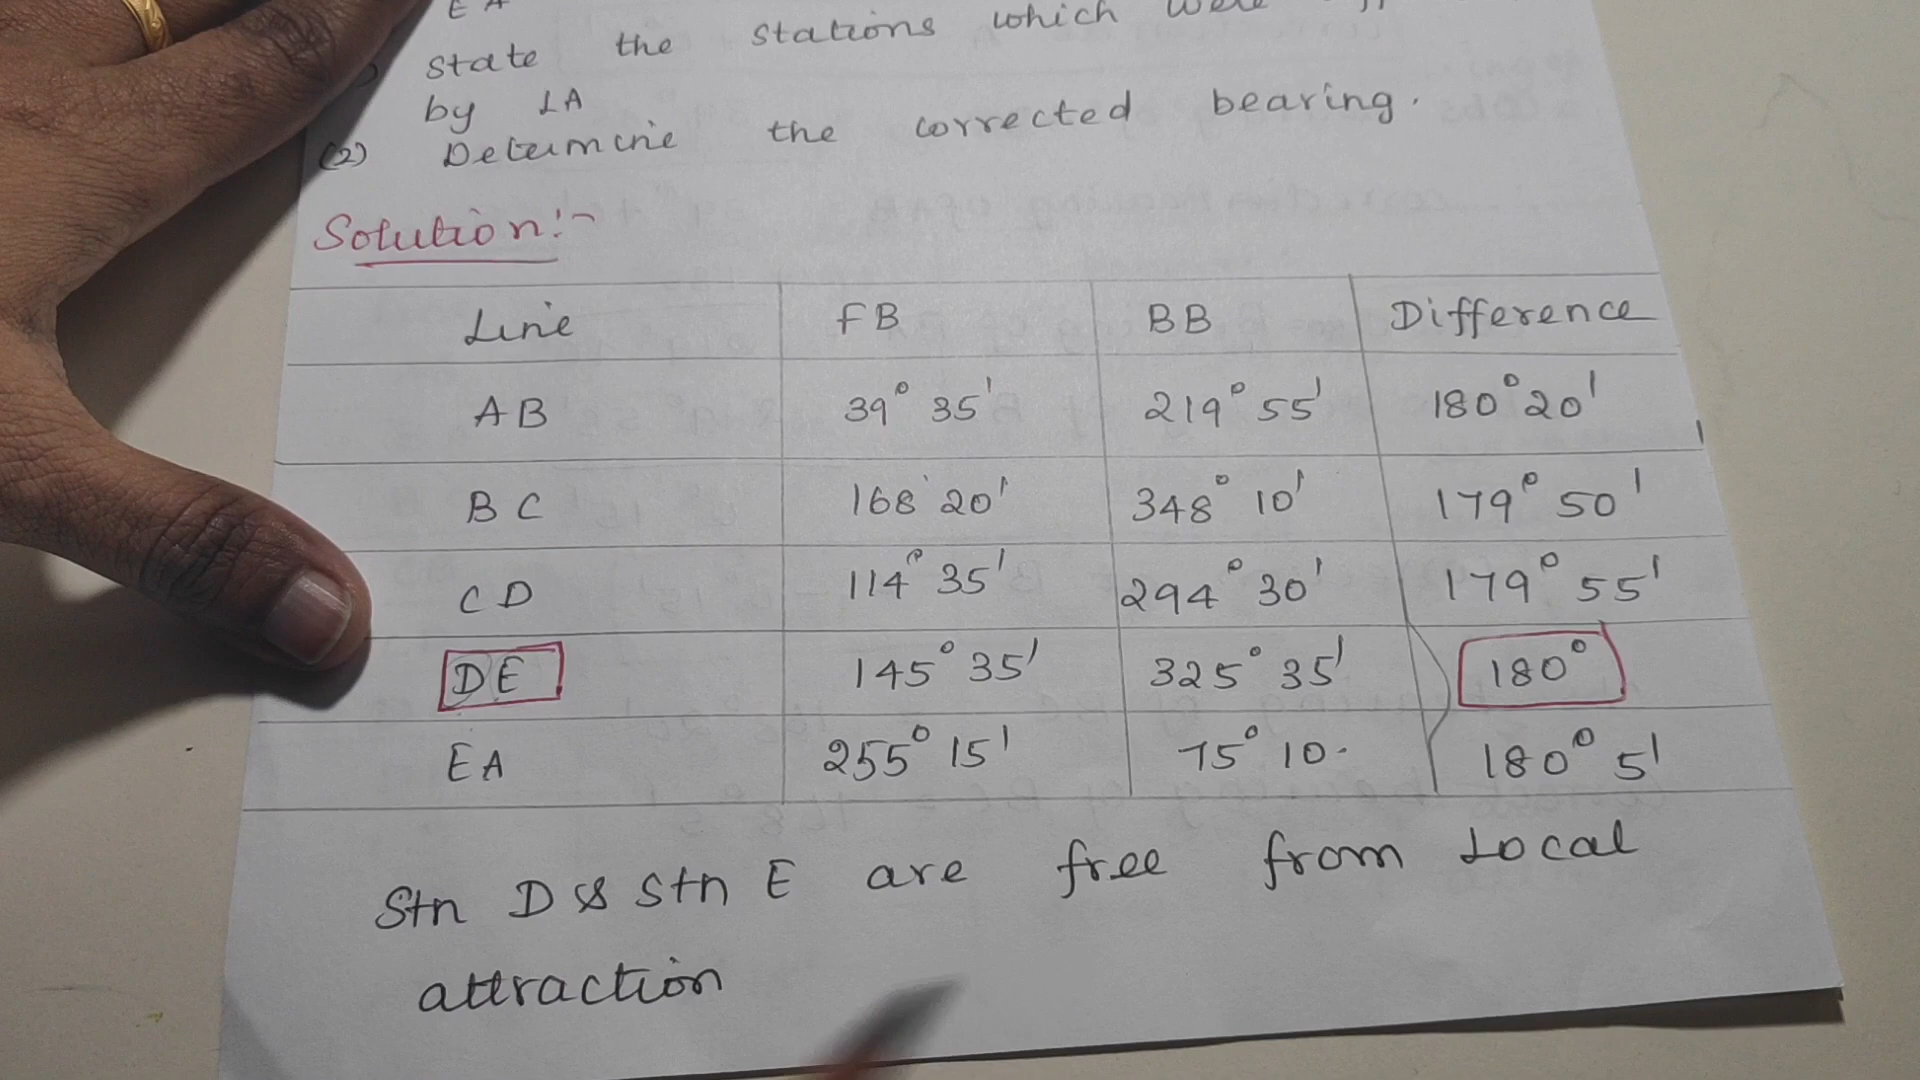 E A
state the stations which were
by LA
(2) Determine the corrected bearing.
Solution:-
Line FB BB Difference
AB 39° 35' 219° 55' 180° 20'
BC 168° 20' 348° 10' 179° 50'
CD 114° 35' 294° 30' 179° 55'
DE 145° 35' 325° 35' 180°
EA 255° 15' 75° 10- 180° 5'
Stn D & Stn E are free from Local
attraction